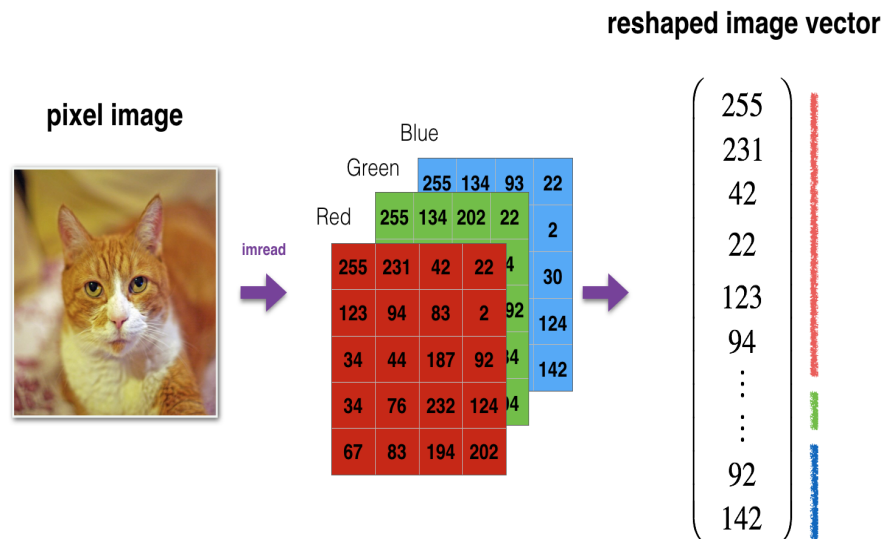 reshaped image vector
pixel image
imread
Blue
Green
Red
255 134 93 22
2
30
124
142
255 134 202 22
255 231 42 22
123 94 83 2
34 44 187 92
34 76 232 124
67 83 194 202
255
231
42
22
123
94
92
142